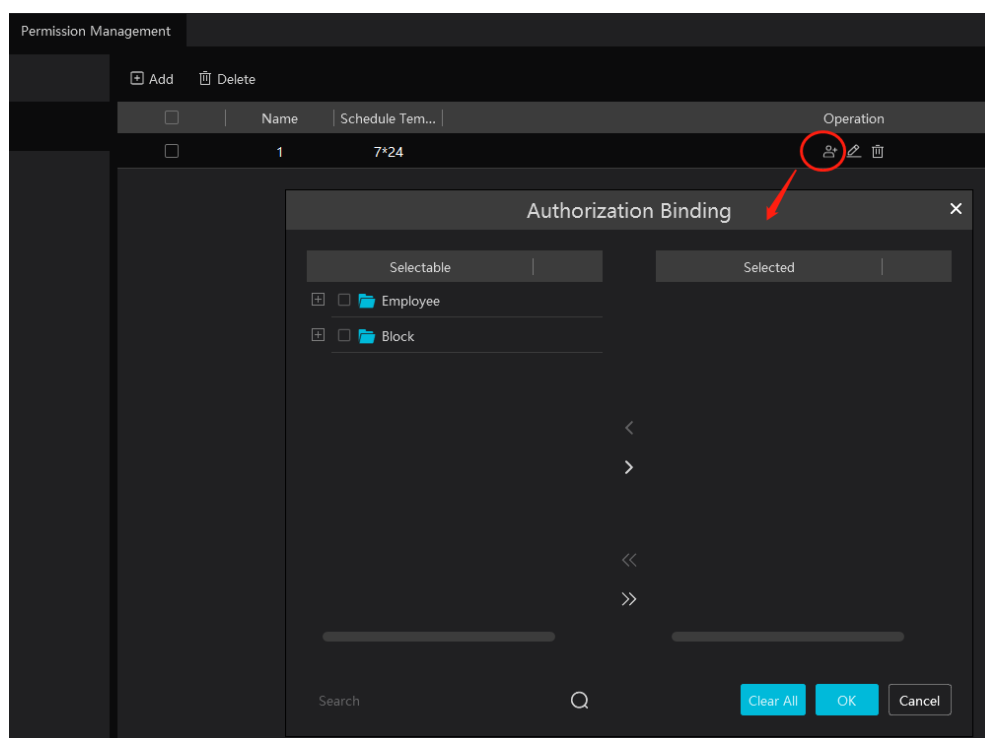 Permission Management
Add Delete
Name Schedule Tem... Operation
1 7*24
Authorization Binding
Selectable Selected
Employee
Block
Search Clear All OK Cancel